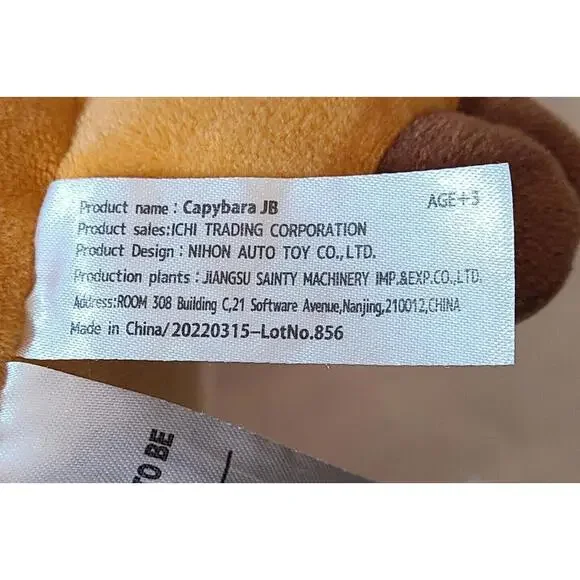 Product name : Capybara JB AGE+3
Product sales:ICHI TRADING CORPORATION
Product Design : NIHON AUTO TOY CO.,LTD.
Production plants : JIANGSU SAINTY MACHINERY IMP.&EXP.CO.,LTD.
Address:ROOM 308 Building C,21 Software Avenue,Nanjing,210012,CHINA
Made in China/20220315-LotNo.856
TO BE